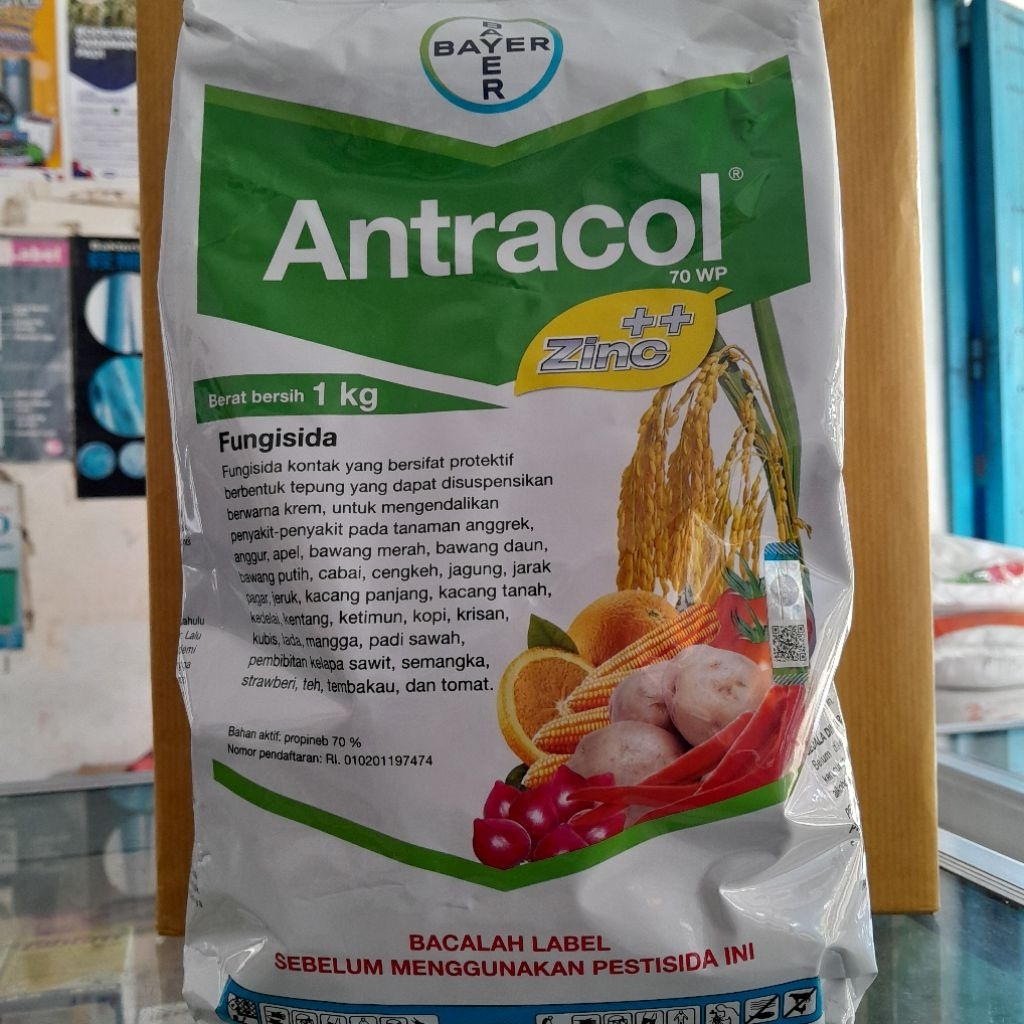 BAYER
BAYER
Antracol®
70 WP
Zinc++
Berat bersih 1 kg
Fungisida
Fungisida kontak yang bersifat protektif
berbentuk tepung yang dapat disuspensikan
berwarna krem, untuk mengendalikan
penyakit-penyakit pada tanaman anggrek,
anggur, apel, bawang merah, bawang daun,
bawang putih, cabai, cengkeh, jagung, jarak
pagar, jeruk, kacang panjang, kacang tanah,
kedelai, kentang, ketimun, kopi, krisan,
kubis, lada, mangga, padi sawah,
pembibitan kelapa sawit, semangka,
strawberi, teh, tembakau, dan tomat.
Bahan aktif: propineb 70 %
Nomor pendaftaran: RI. 010201197474
BACALAH LABEL
SEBELUM MENGGUNAKAN PESTISIDA INI
Label